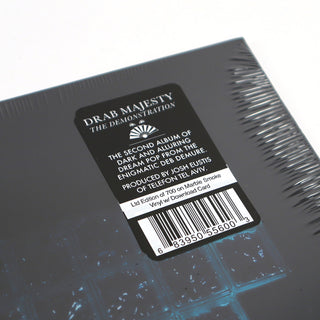 DRAB MAJESTY
THE DEMONSTRATION
THE SECOND ALBUM OF
DARK AND ALLURING
DREAM POP FROM THE
ENIGMATIC DEB DEMURE.
PRODUCED BY JOSH EUSTIS
OF TELEFON TEL AVIV.
Ltd Edition of 700 on Marble Smoke
Vinyl w/ Download Card
6 83950 55600 3